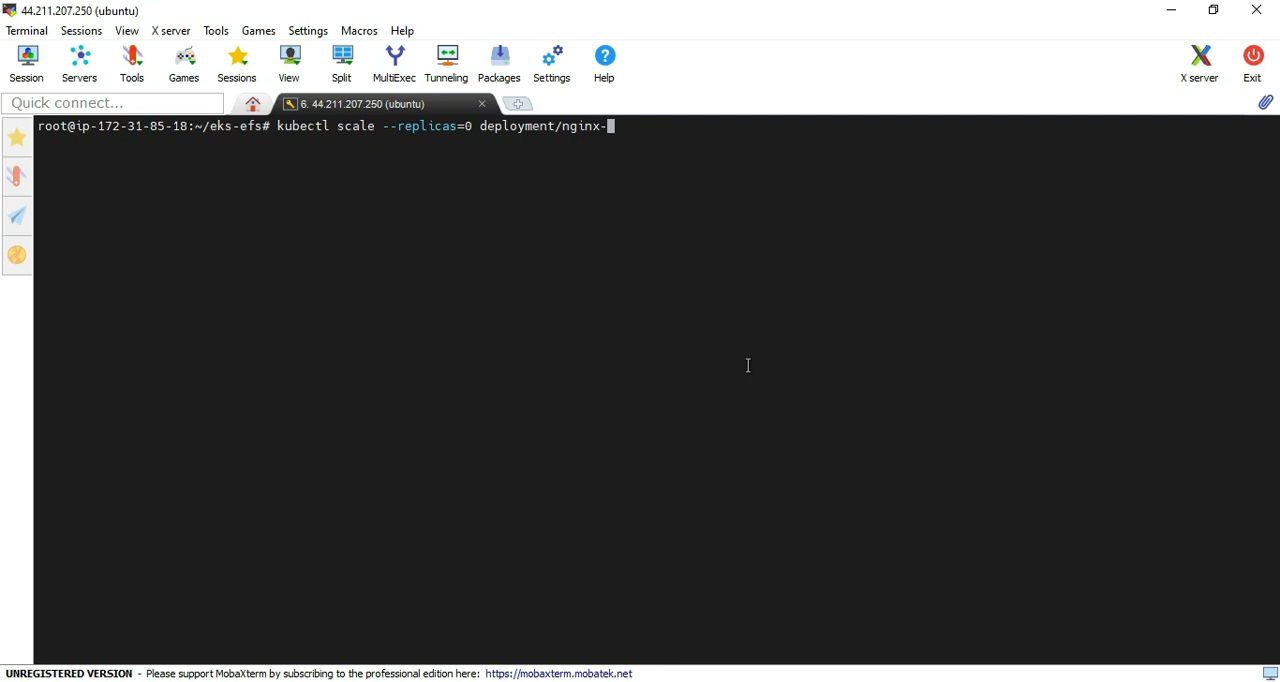 44.211.207.250 (ubuntu)
Terminal Sessions View X server Tools Games Settings Macros Help
Session Servers Tools Games Sessions View Split MultiExec Tunneling Packages Settings Help X server Exit
Quick connect... 6. 44.211.207.250 (ubuntu)
root@ip-172-31-85-18:~/eks-efs# kubectl scale --replicas=0 deployment/nginx-
UNREGISTERED VERSION - Please support MobaXterm by subscribing to the professional edition here: https://mobaxterm.mobatek.net